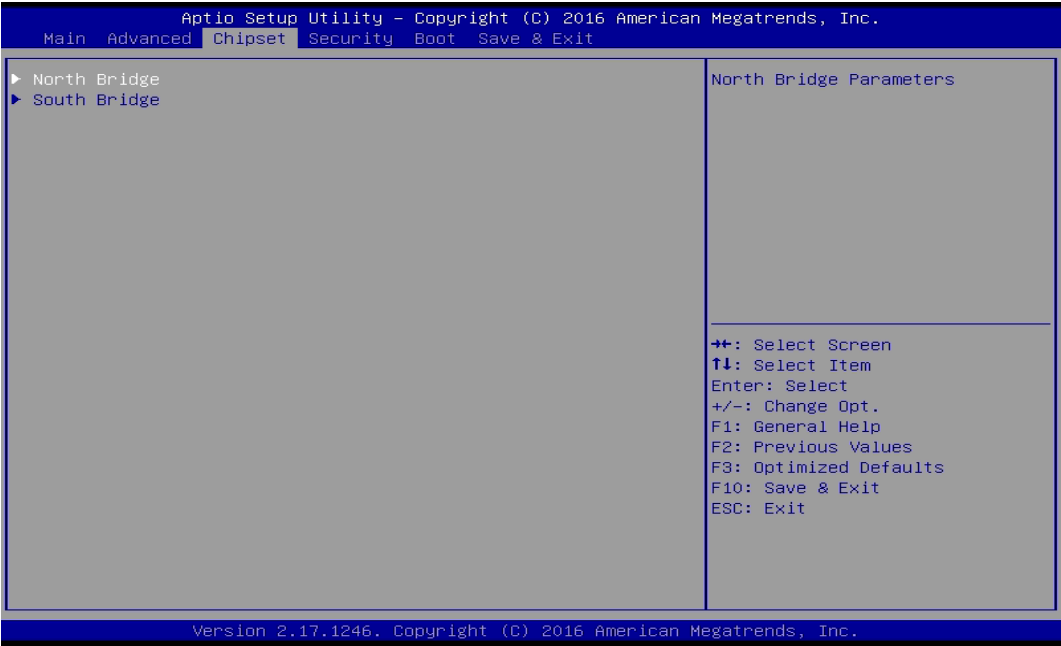 Aptio Setup Utility – Copyright (C) 2016 American Megatrends, Inc.
Main Advanced Chipset Security Boot Save & Exit
▶ North Bridge
▶ South Bridge
North Bridge Parameters
→←: Select Screen
↑↓: Select Item
Enter: Select
+/-: Change Opt.
F1: General Help
F2: Previous Values
F3: Optimized Defaults
F10: Save & Exit
ESC: Exit
Version 2.17.1246. Copyright (C) 2016 American Megatrends, Inc.